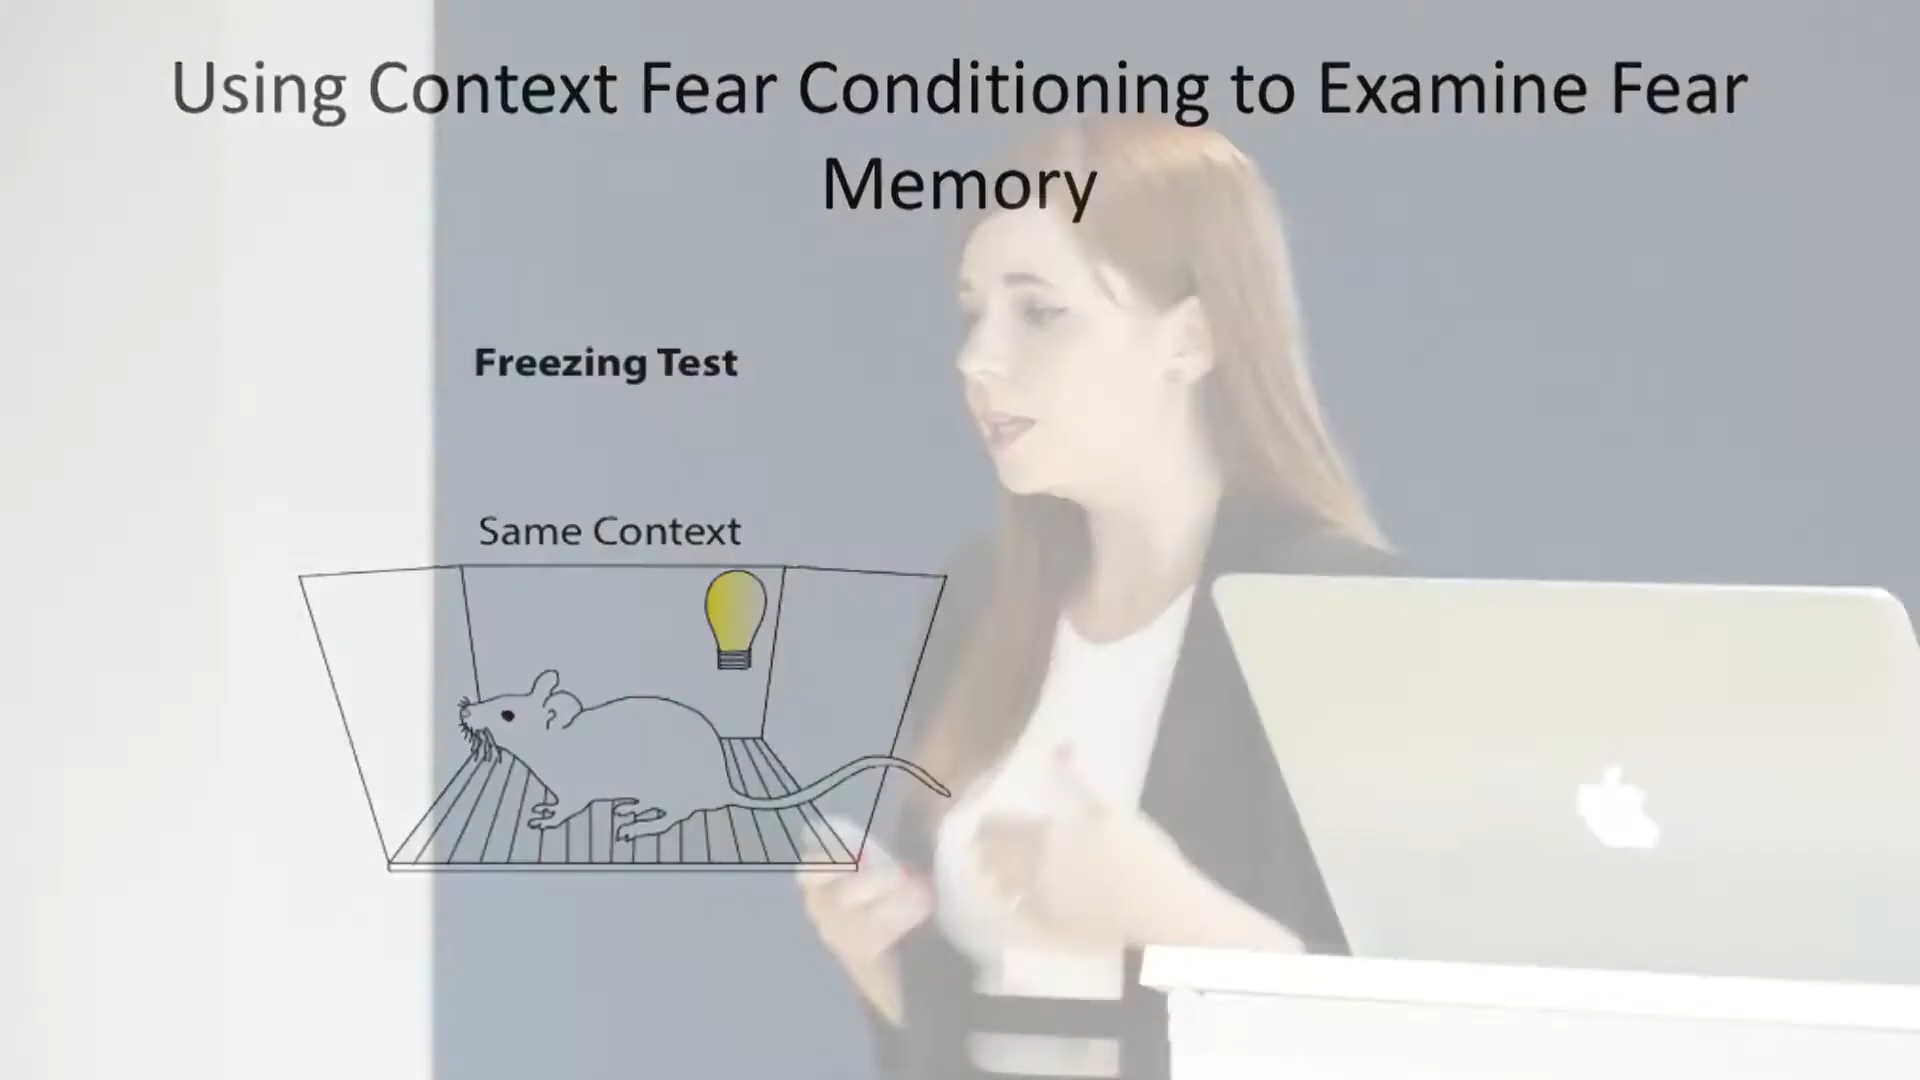 Using Context Fear Conditioning to Examine Fear
Memory
Freezing Test
Same Context